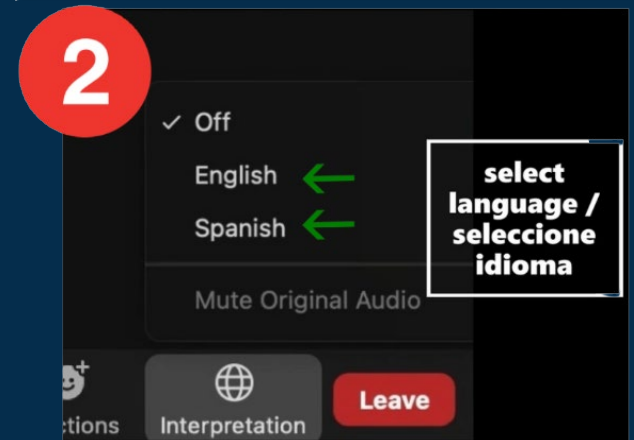 2
Off
English
Spanish
select
language /
seleccione
idioma
Mute Original Audio
ctions
Interpretation
Leave